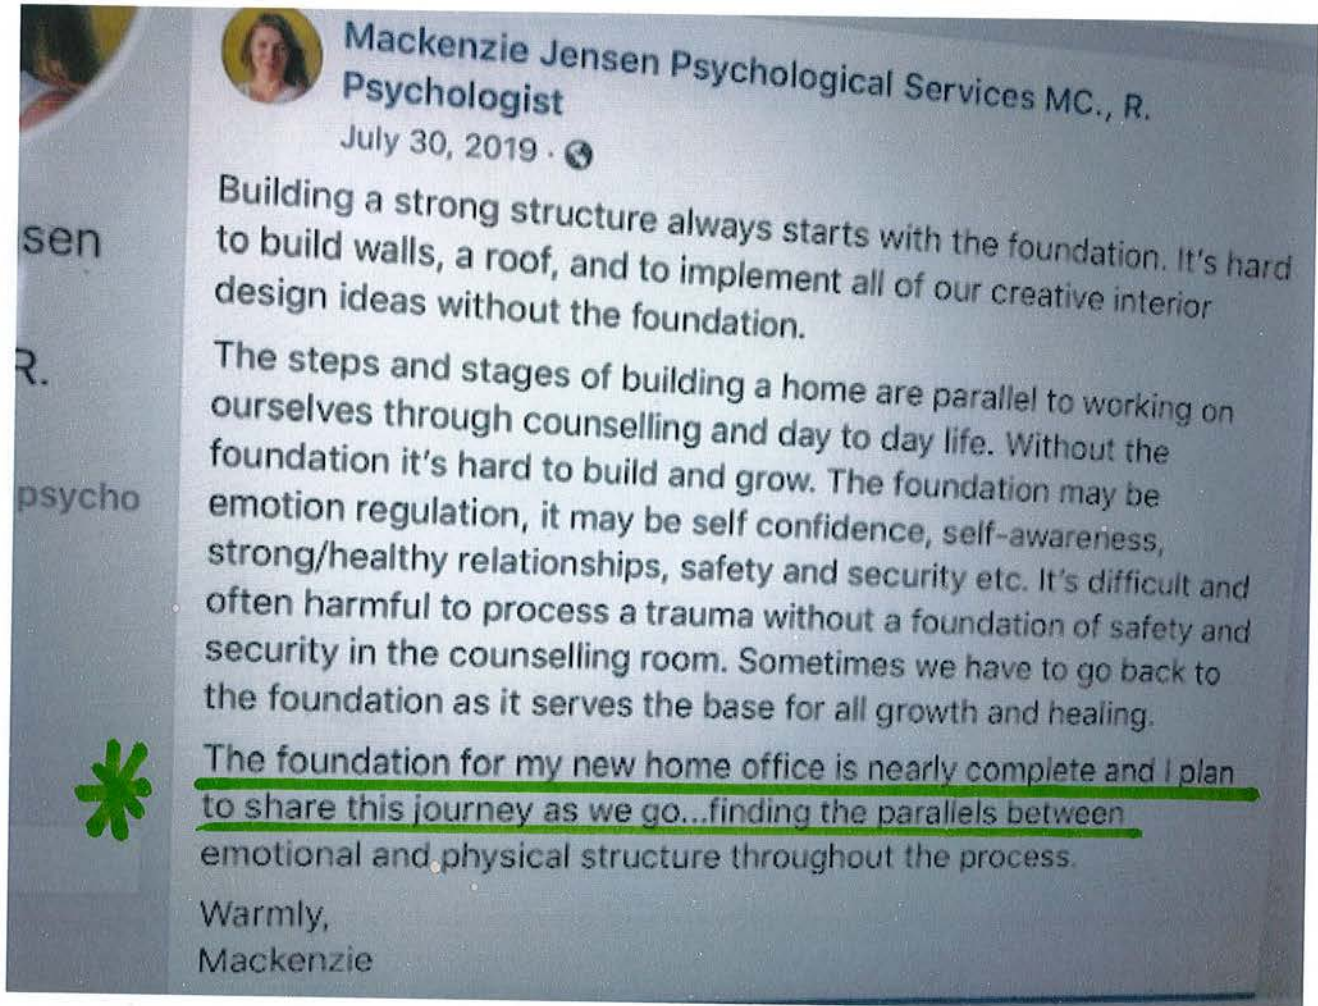 Mackenzie Jensen Psychological Services MC., R.
Psychologist
July 30, 2019 ·
sen
R.
psycho
Building a strong structure always starts with the foundation. It's hard
to build walls, a roof, and to implement all of our creative interior
design ideas without the foundation.
The steps and stages of building a home are parallel to working on
ourselves through counselling and day to day life. Without the
foundation it's hard to build and grow. The foundation may be
emotion regulation, it may be self confidence, self-awareness,
strong/healthy relationships, safety and security etc. It's difficult and
often harmful to process a trauma without a foundation of safety and
security in the counselling room. Sometimes we have to go back to
the foundation as it serves the base for all growth and healing.
The foundation for my new home office is nearly complete and I plan
to share this journey as we go...finding the parallels between
emotional and physical structure throughout the process.
Warmly,
Mackenzie